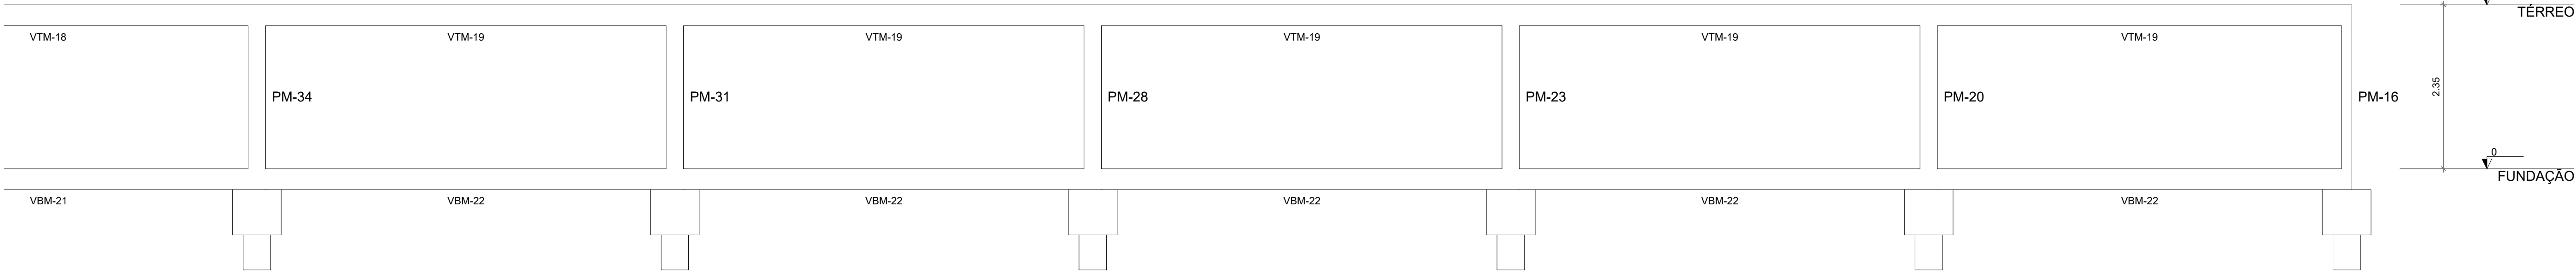 TÉRREO
VTM-18 VTM-19 VTM-19 VTM-19 VTM-19 VTM-19
PM-34 PM-31 PM-28 PM-23 PM-20 PM-16
2.35
0
FUNDAÇÃO
VBM-21 VBM-22 VBM-22 VBM-22 VBM-22 VBM-22